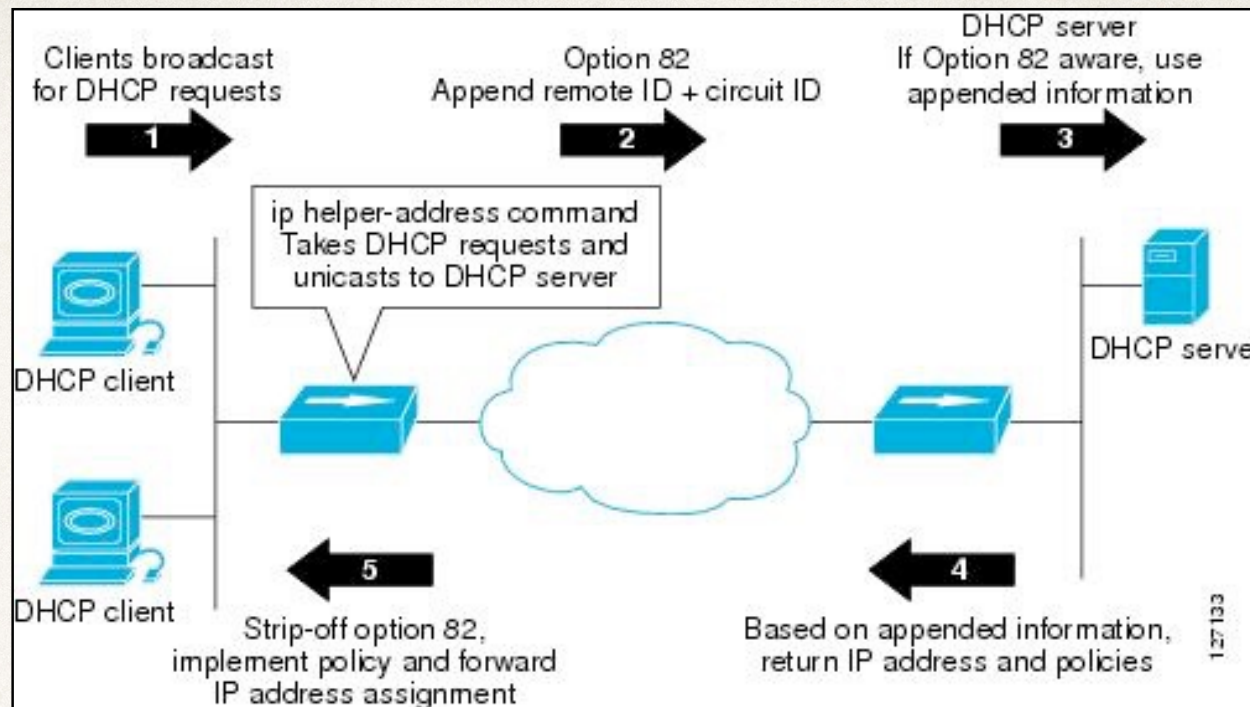 Clients broadcast
for DHCP requests
1
Option 82
Append remote ID + circuit ID
2
DHCP server
If Option 82 aware, use
appended information
3
ip helper-address command
Takes DHCP requests and
unicasts to DHCP server
DHCP client
DHCP serve
DHCP client
5
Strip-off option 82,
implement policy and forward
IP address assignment
4
Based on appended information,
return IP address and policies
127133